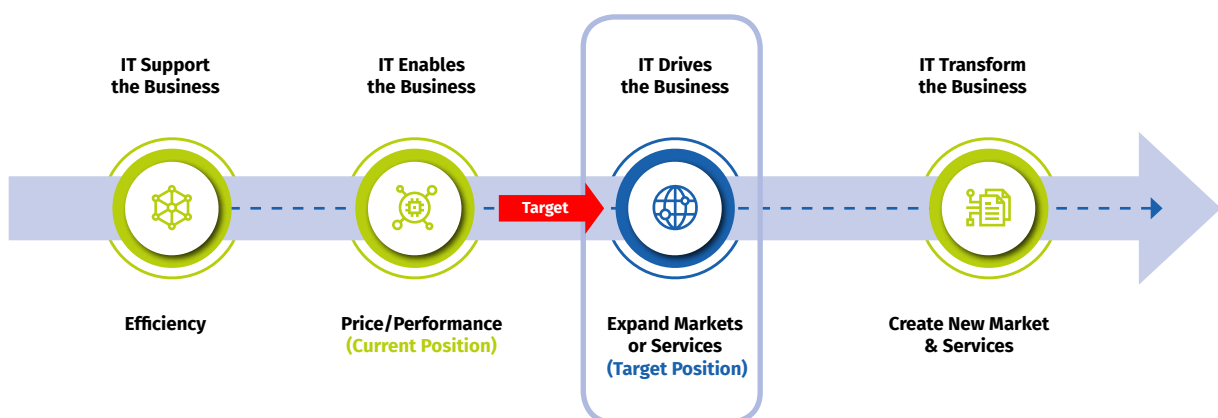 IT Support
the Business
IT Enables
the Business
IT Drives
the Business
IT Transform
the Business
Target
Efficiency
Price/Performance
(Current Position)
Expand Markets
or Services
(Target Position)
Create New Market
& Services